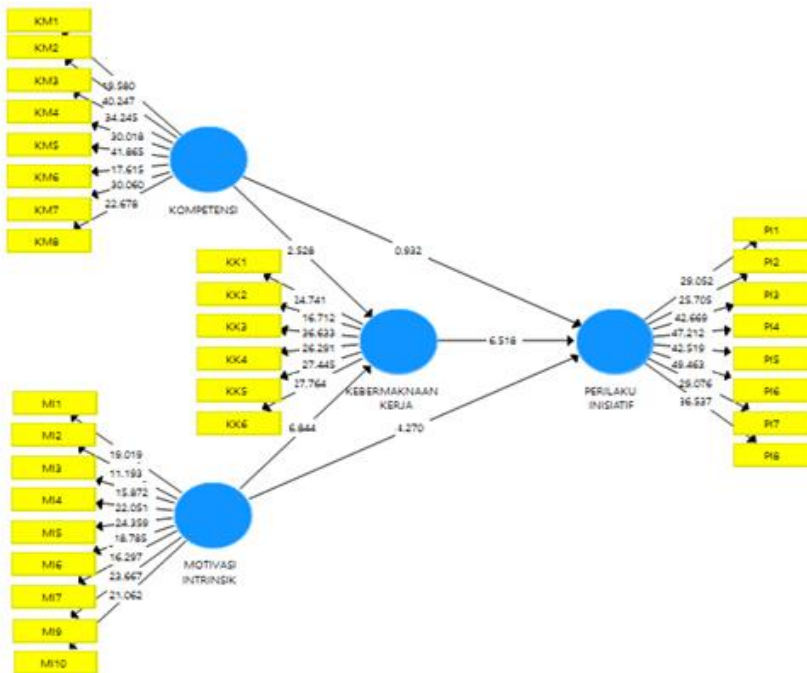 KM1
KM2
KM3
KM4
KM5
KM6
KM7
KM8
19.580
40.247
34.245
30.018
41.865
17.615
30.060
22.678
KOMPETENSI
2.528
0.932
KK1
KK2
KK3
KK4
KK5
KK6
24.741
16.712
36.633
26.291
27.445
27.764
KEBERMAKNAAN
KERJA
6.518
6.844
4.270
PI1
PI2
PI3
PI4
PI5
PI6
PI7
PI8
29.052
25.705
42.669
47.212
42.519
49.463
29.076
36.537
PERILAKU
INISIATIF
MI1
MI2
MI3
MI4
MI5
MI6
MI7
MI9
MI10
19.019
11.193
15.872
22.051
24.359
18.785
16.297
23.667
21.062
MOTIVASI
INTRINSIK